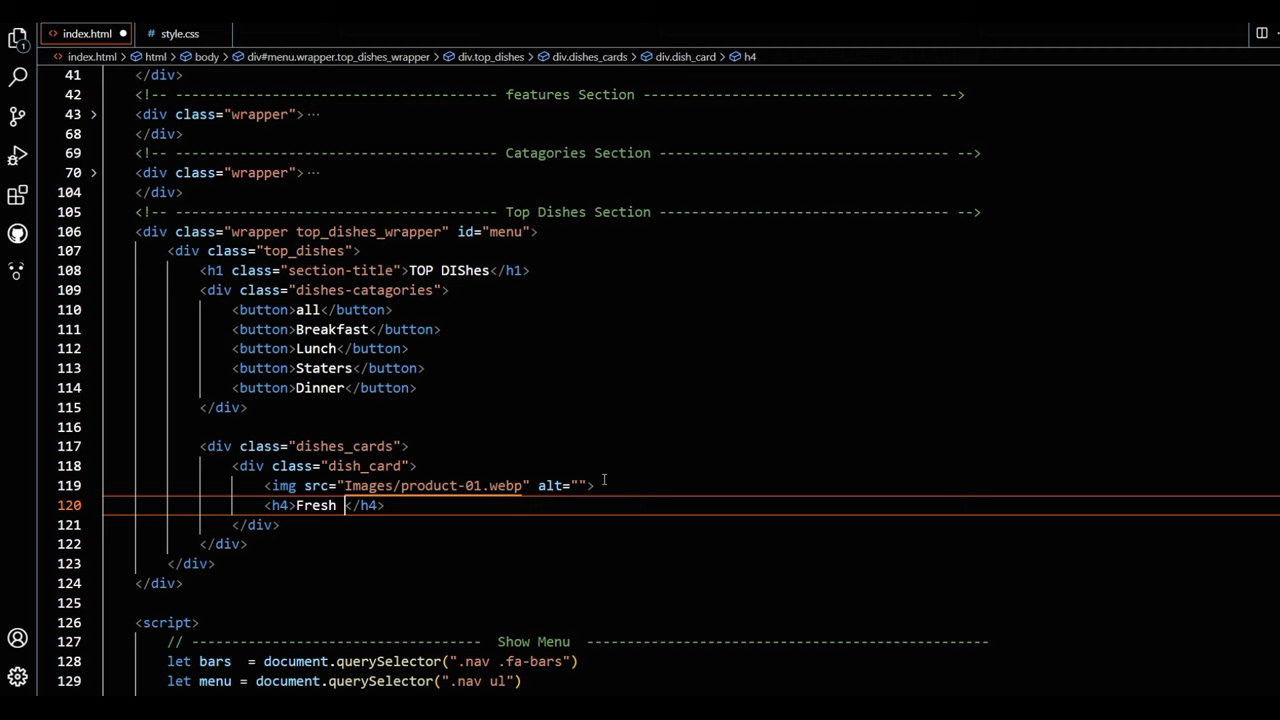 index.html
style.css
index.html > html > body > div#menu.wrapper.top_dishes_wrapper > div.top_dishes > div.dishes_cards > div.dish_card > h4
1
41 </div>
42 <!-- ---------------------------------------- features Section ------------------------------------ -->
43 <div class="wrapper">···
68 </div>
69 <!-- ---------------------------------------- Catagories Section ------------------------------------ -->
70 <div class="wrapper">···
104 </div>
105 <!-- ---------------------------------------- Top Dishes Section ------------------------------------ -->
106 <div class="wrapper top_dishes_wrapper" id="menu">
107 <div class="top_dishes">
108 <h1 class="section-title">TOP DIShes</h1>
109 <div class="dishes-catagories">
110 <button>all</button>
111 <button>Breakfast</button>
112 <button>Lunch</button>
113 <button>Staters</button>
114 <button>Dinner</button>
115 </div>
116
117 <div class="dishes_cards">
118 <div class="dish_card">
119 <img src="Images/product-01.webp" alt="">
120 <h4>Fresh </h4>
121 </div>
122 </div>
123 </div>
124 </div>
125
126 <script>
127 // --------------------------------- Show Menu --------------------------------------------------
128 let bars  = document.querySelector(".nav .fa-bars")
129 let menu = document.querySelector(".nav ul")